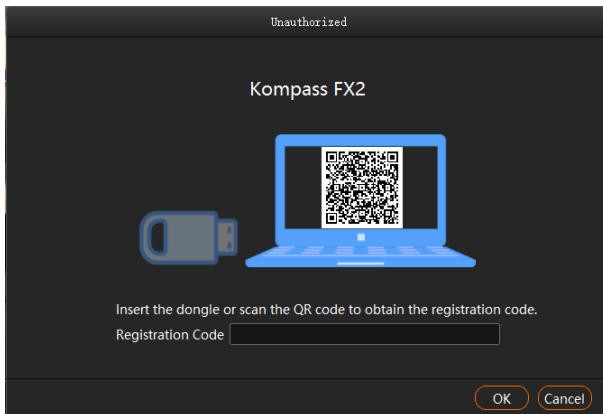 Unauthorized
Kompass FX2
Insert the dongle or scan the QR code to obtain the registration code.
Registration Code
OK Cancel